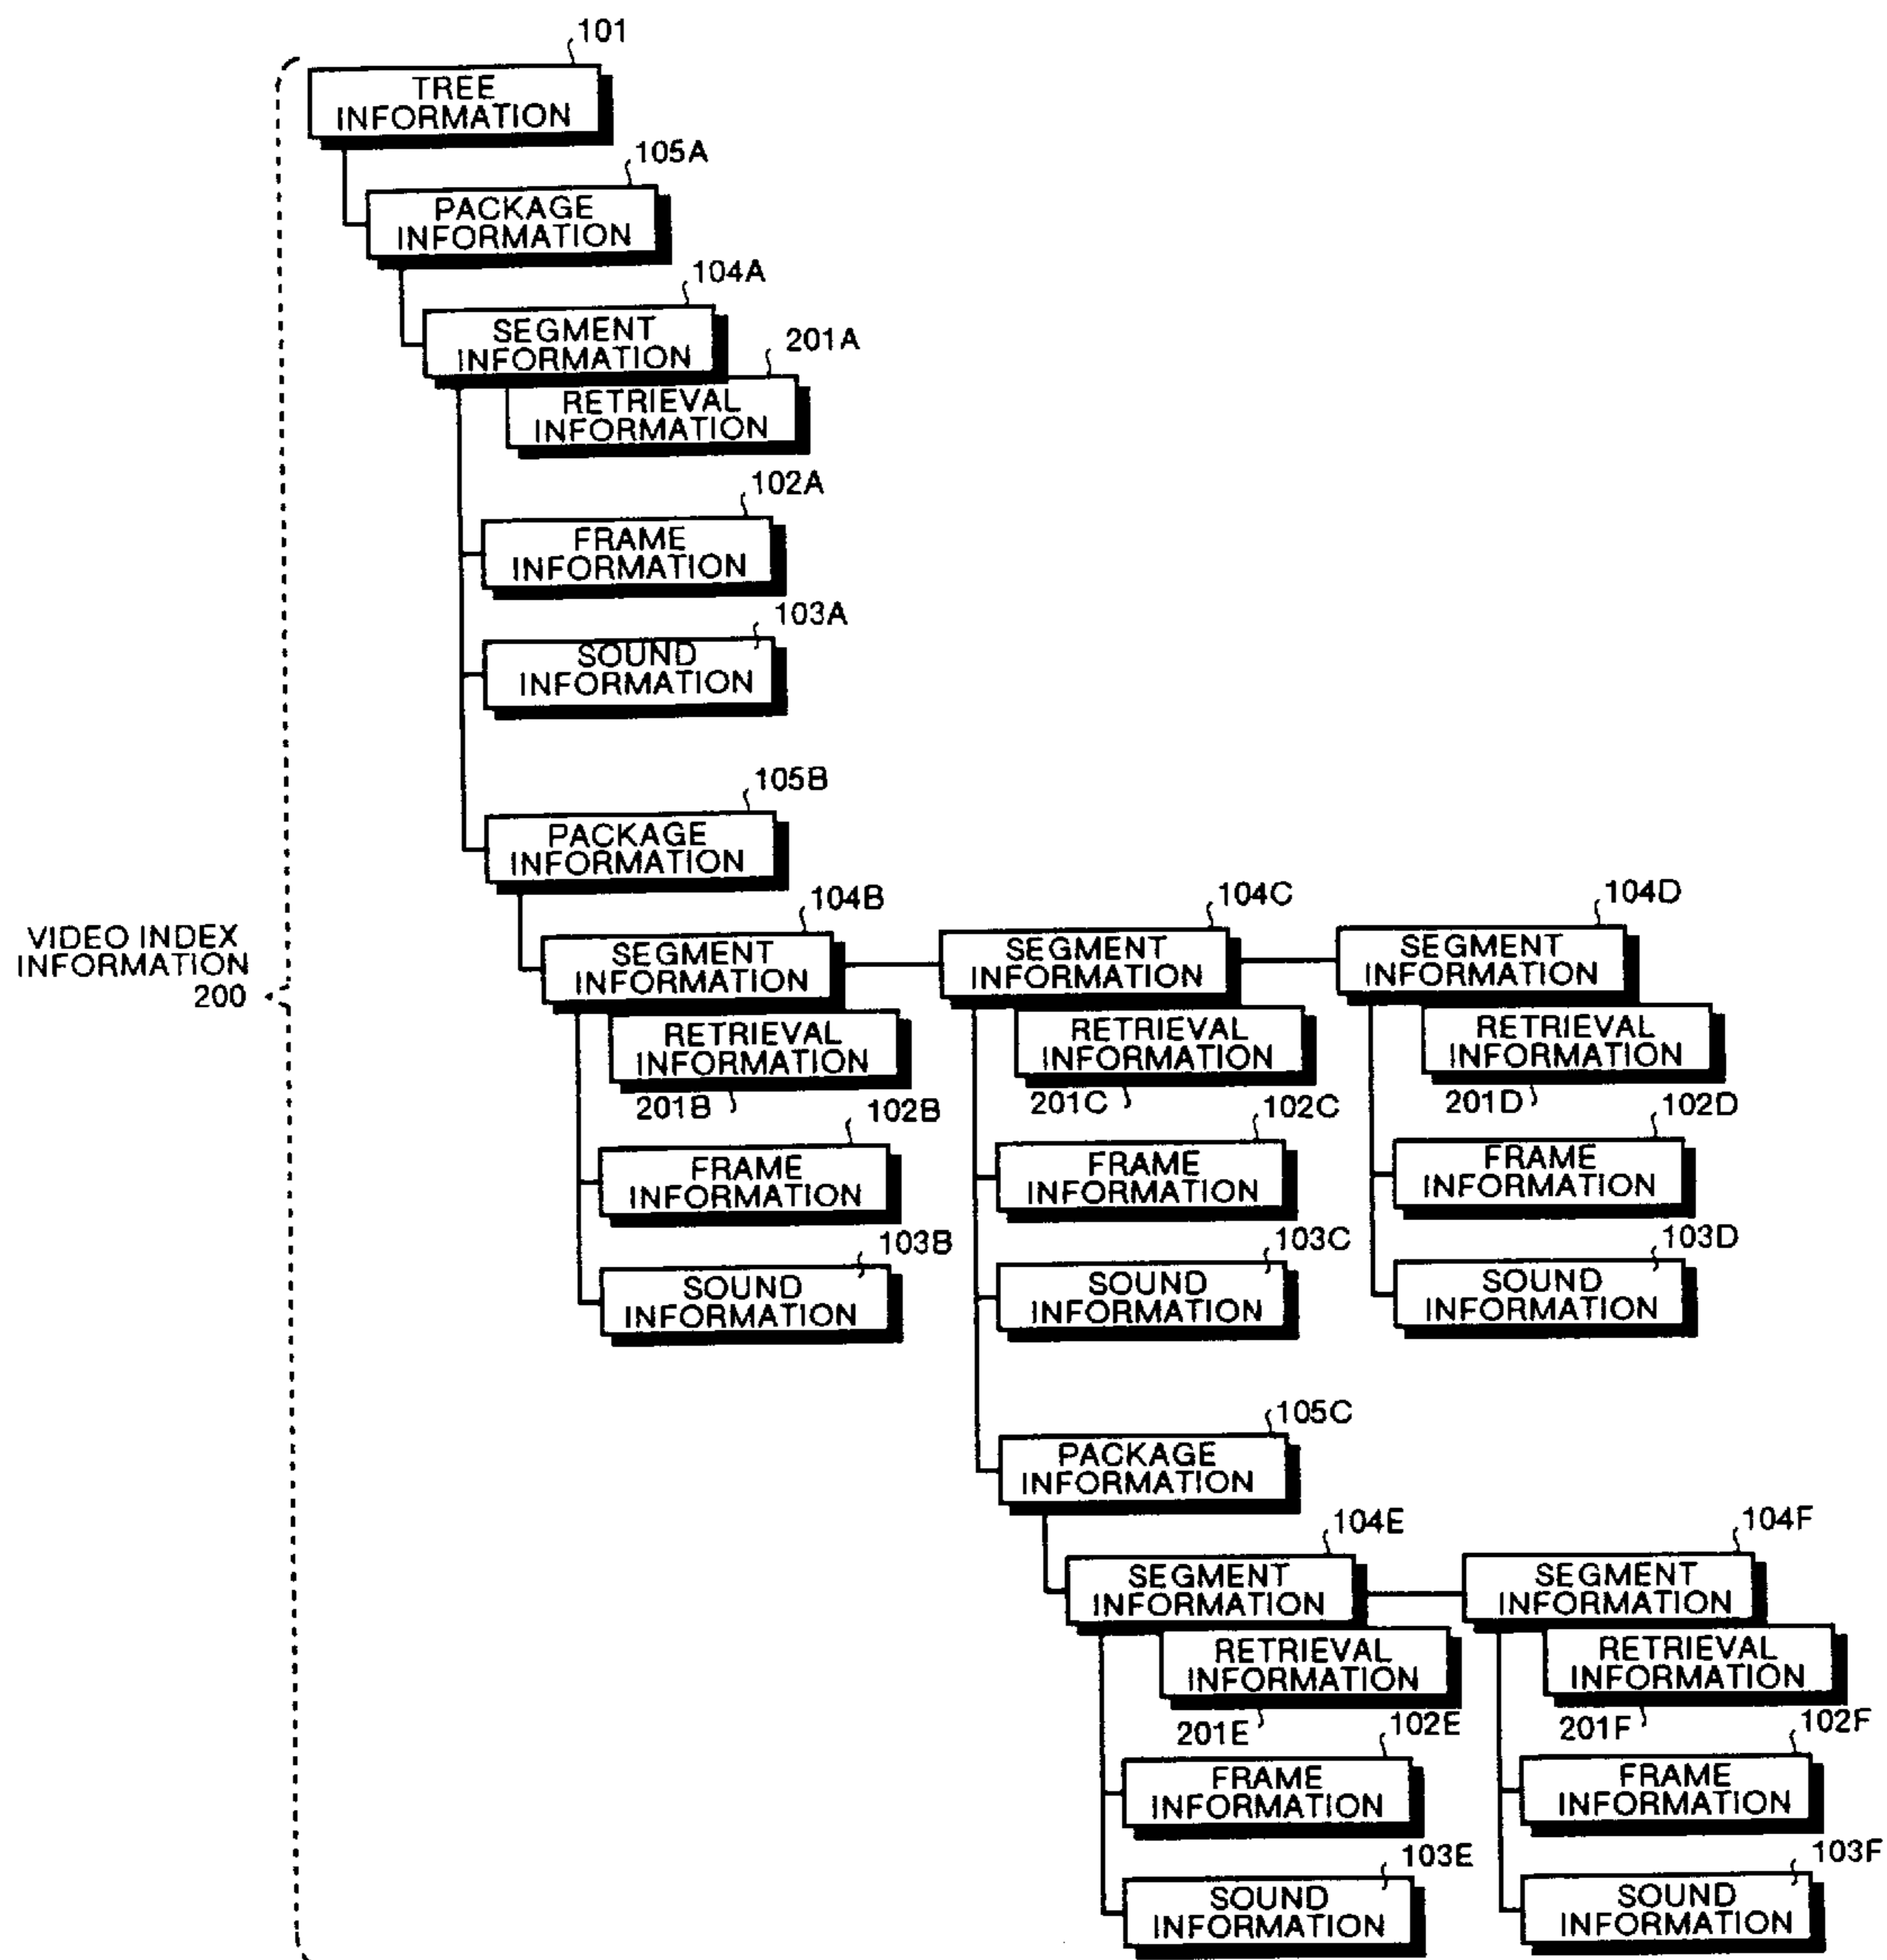 101
TREE
INFORMATION
105A
PACKAGE
INFORMATION
104A
SEGMENT
INFORMATION
201A
RETRIEVAL
INFORMATION
102A
FRAME
INFORMATION
103A
SOUND
INFORMATION
105B
PACKAGE
INFORMATION
VIDEO INDEX
INFORMATION
200
104B
SEGMENT
INFORMATION
104C
SEGMENT
INFORMATION
104D
SEGMENT
INFORMATION
RETRIEVAL
INFORMATION
201B
RETRIEVAL
INFORMATION
201C
RETRIEVAL
INFORMATION
201D
102B
FRAME
INFORMATION
102C
FRAME
INFORMATION
102D
FRAME
INFORMATION
103B
SOUND
INFORMATION
103C
SOUND
INFORMATION
103D
SOUND
INFORMATION
105C
PACKAGE
INFORMATION
104E
SEGMENT
INFORMATION
104F
SEGMENT
INFORMATION
RETRIEVAL
INFORMATION
201E
RETRIEVAL
INFORMATION
201F
102E
FRAME
INFORMATION
102F
FRAME
INFORMATION
103E
SOUND
INFORMATION
103F
SOUND
INFORMATION